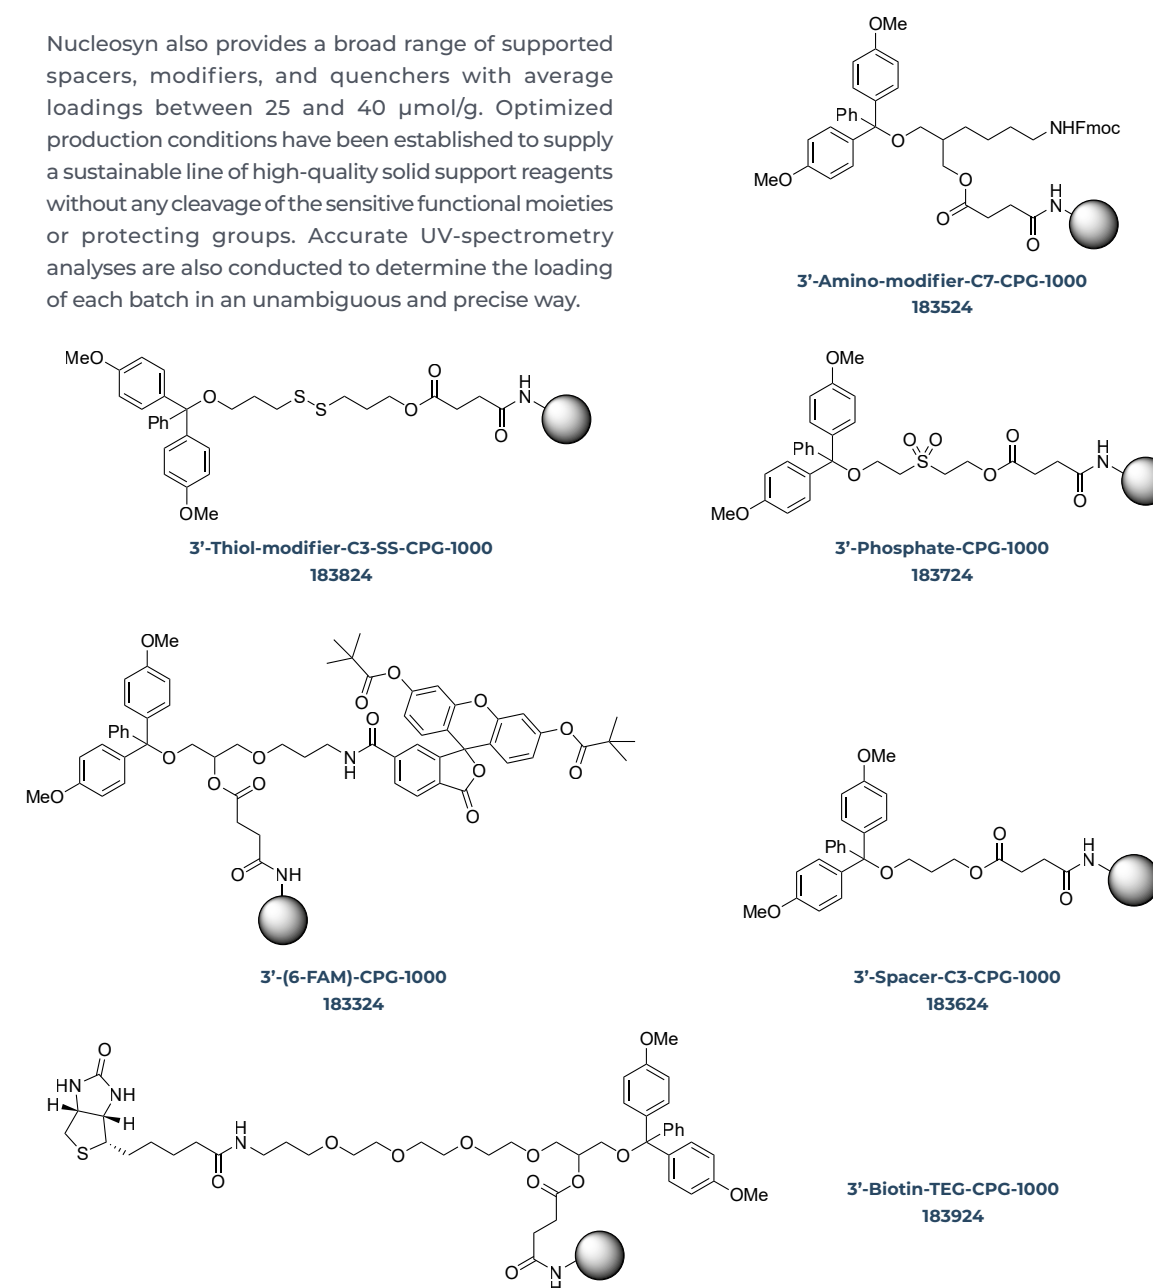 Nucleosyn also provides a broad range of supported
spacers, modifiers, and quenchers with average
loadings between 25 and 40 µmol/g. Optimized
production conditions have been established to supply
a sustainable line of high-quality solid support reagents
without any cleavage of the sensitive functional moieties
or protecting groups. Accurate UV-spectrometry
analyses are also conducted to determine the loading
of each batch in an unambiguous and precise way.
OMe
Ph
O
NHFmoc
MeO
O
O
O
H
N
3’-Amino-modifier-C7-CPG-1000
183524
MeO
O
Ph
S
S
O
O
O
H
N
OMe
3’-Thiol-modifier-C3-SS-CPG-1000
183824
OMe
Ph
O
O O
S
O
O
O
H
N
MeO
3’-Phosphate-CPG-1000
183724
OMe
Ph
O
MeO
O
O
O
O
NH
O
N
H
O
O
O
O
O
O
O
3’-(6-FAM)-CPG-1000
183324
OMe
Ph
O
MeO
O
O
O
H
N
3’-Spacer-C3-CPG-1000
183624
O
HN
NH
H
H
S
O
H
N
O
O
O
O
O
O
O
O
N
H
OMe
Ph
OMe
3’-Biotin-TEG-CPG-1000
183924